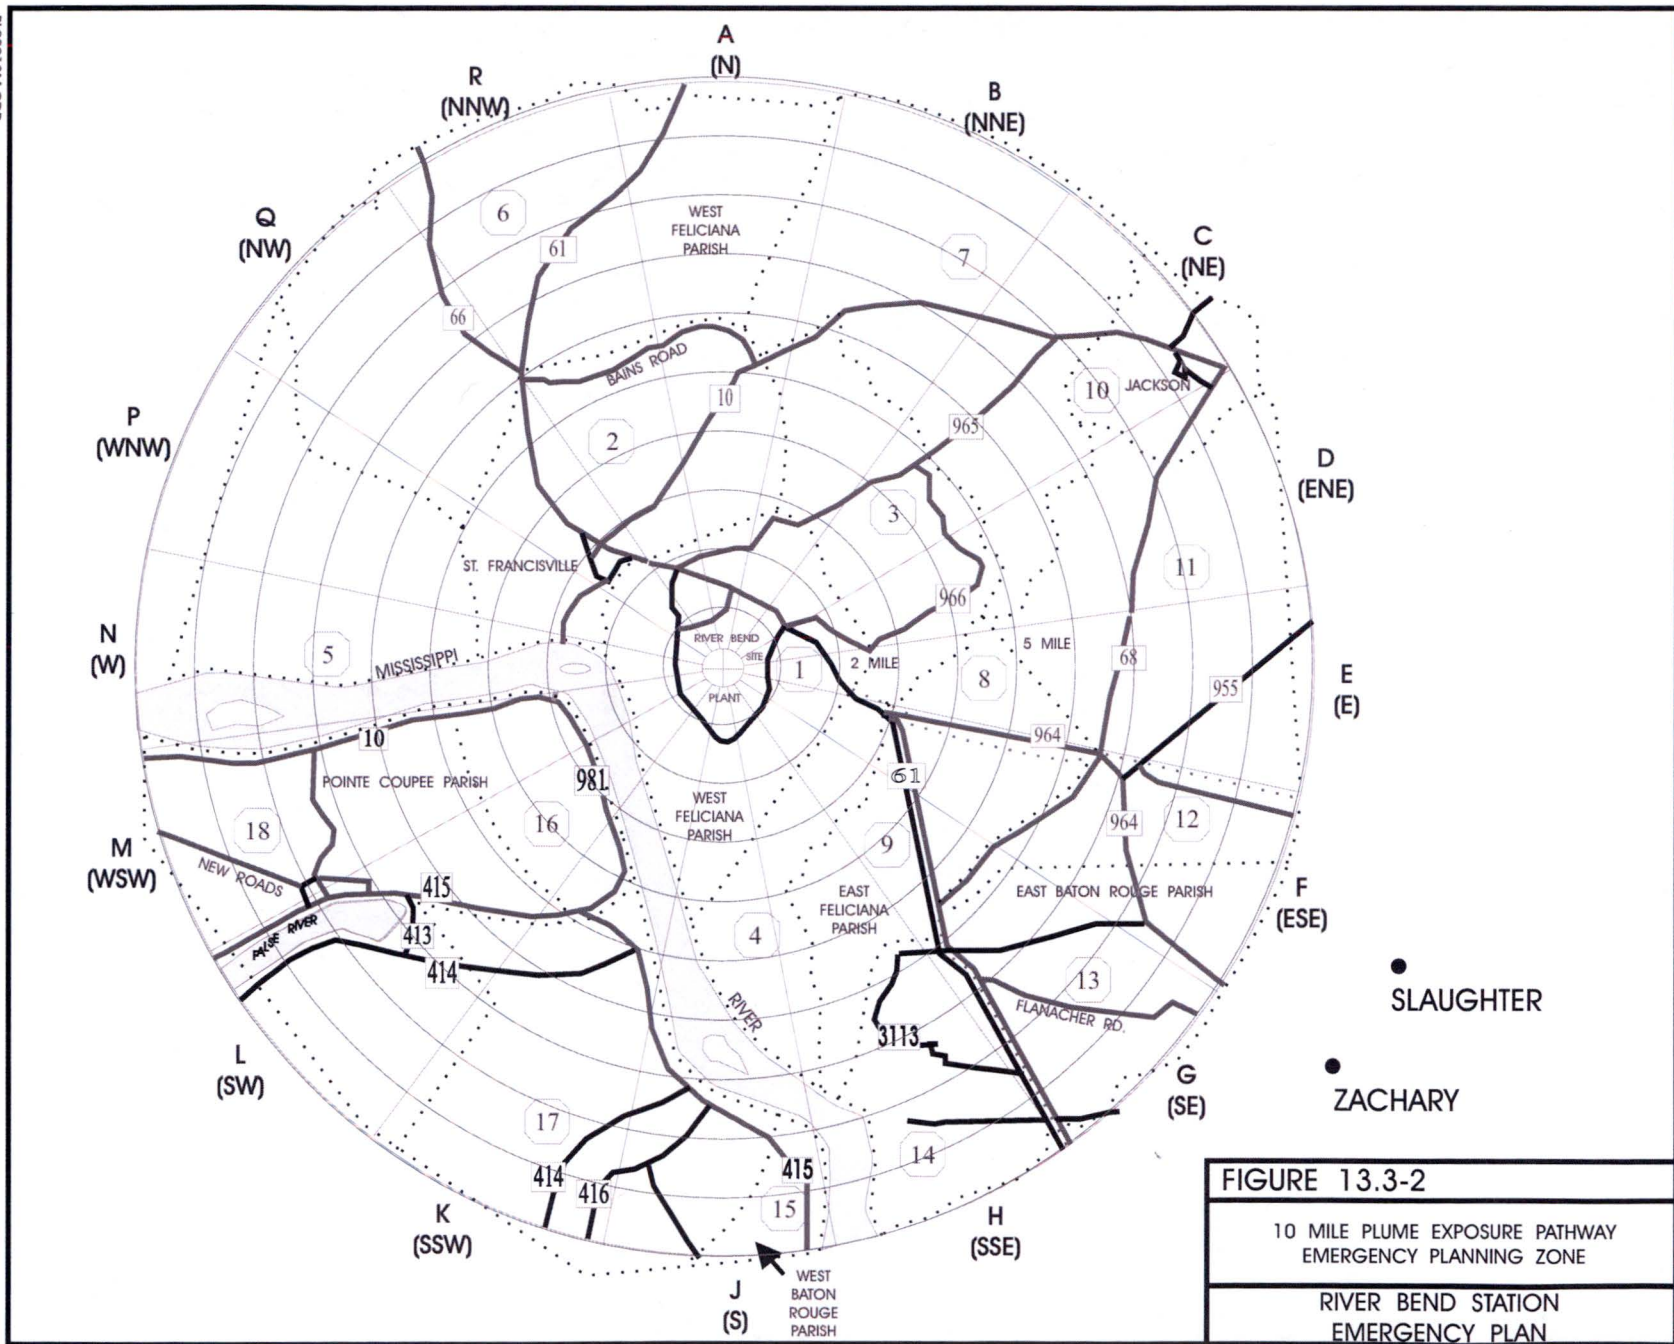 A
(N)
R
(NNW)
B
(NNE)
Q
(NW)
C
(NE)
6
WEST
FELICIANA
PARISH
61
7
66
BAINS ROAD
10
10
JACKSON
P
(WNW)
2
965
D
(ENE)
3
ST. FRANCISVILLE
11
966
N
(W)
5
MISSISSIPPI
RIVER BEND
SITE
PLANT
1
2 MILE
5 MILE
8
68
955
E
(E)
10
964
POINTE COUPEE PARISH
981
WEST
FELICIANA
PARISH
61
18
16
9
964
12
M
(WSW)
NEW ROADS
415
EAST
FELICIANA
PARISH
EAST BATON ROUGE PARISH
F
(ESE)
FALSE RIVER
413
414
4
13
SLAUGHTER
RIVER
FLANACHER RD.
3113
L
(SW)
G
(SE)
ZACHARY
17
14
414
416
415
15
K
(SSW)
H
(SSE)
J
(S)
WEST
BATON
ROUGE
PARISH
FIGURE 13.3-2
10 MILE PLUME EXPOSURE PATHWAY
EMERGENCY PLANNING ZONE
RIVER BEND STATION
EMERGENCY PLAN